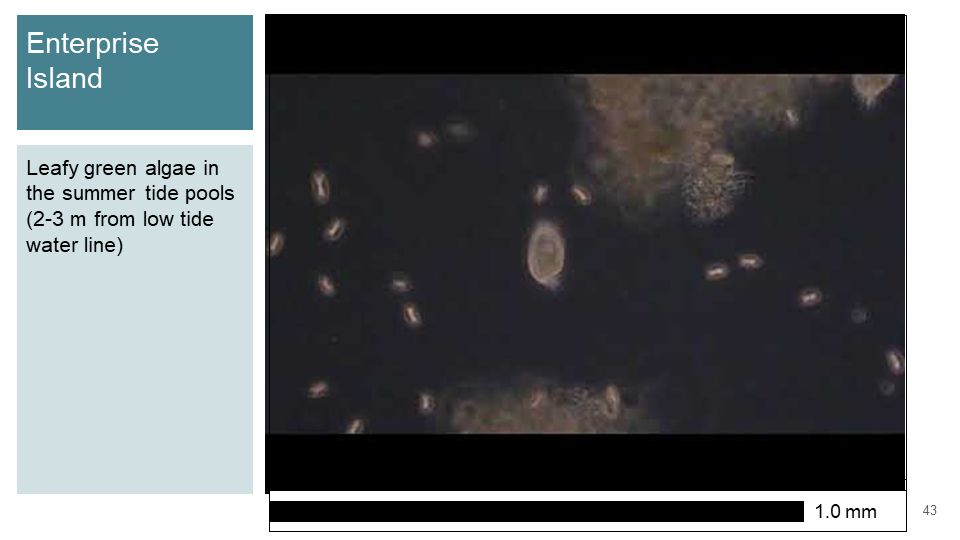 Enterprise
Island
Leafy green algae in
the summer tide pools
(2-3 m from low tide
water line)
1.0 mm
43